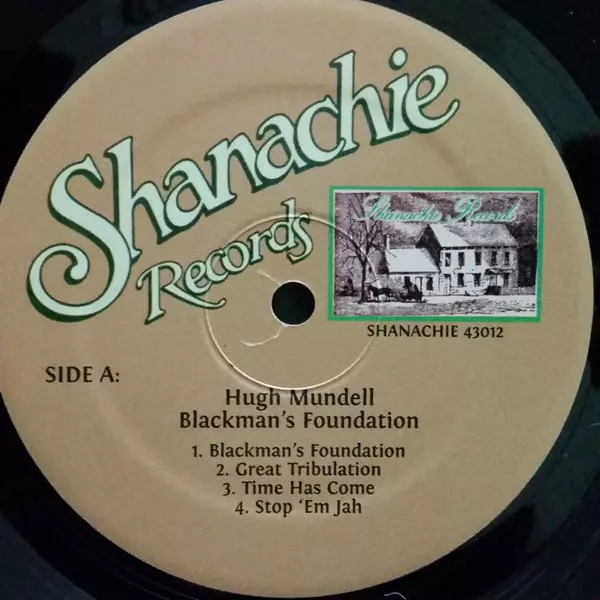 Shanachie
Records
Shanachie Records
SHANACHIE 43012
SIDE A:
Hugh Mundell
Blackman's Foundation
1. Blackman's Foundation
2. Great Tribulation
3. Time Has Come
4. Stop 'Em Jah